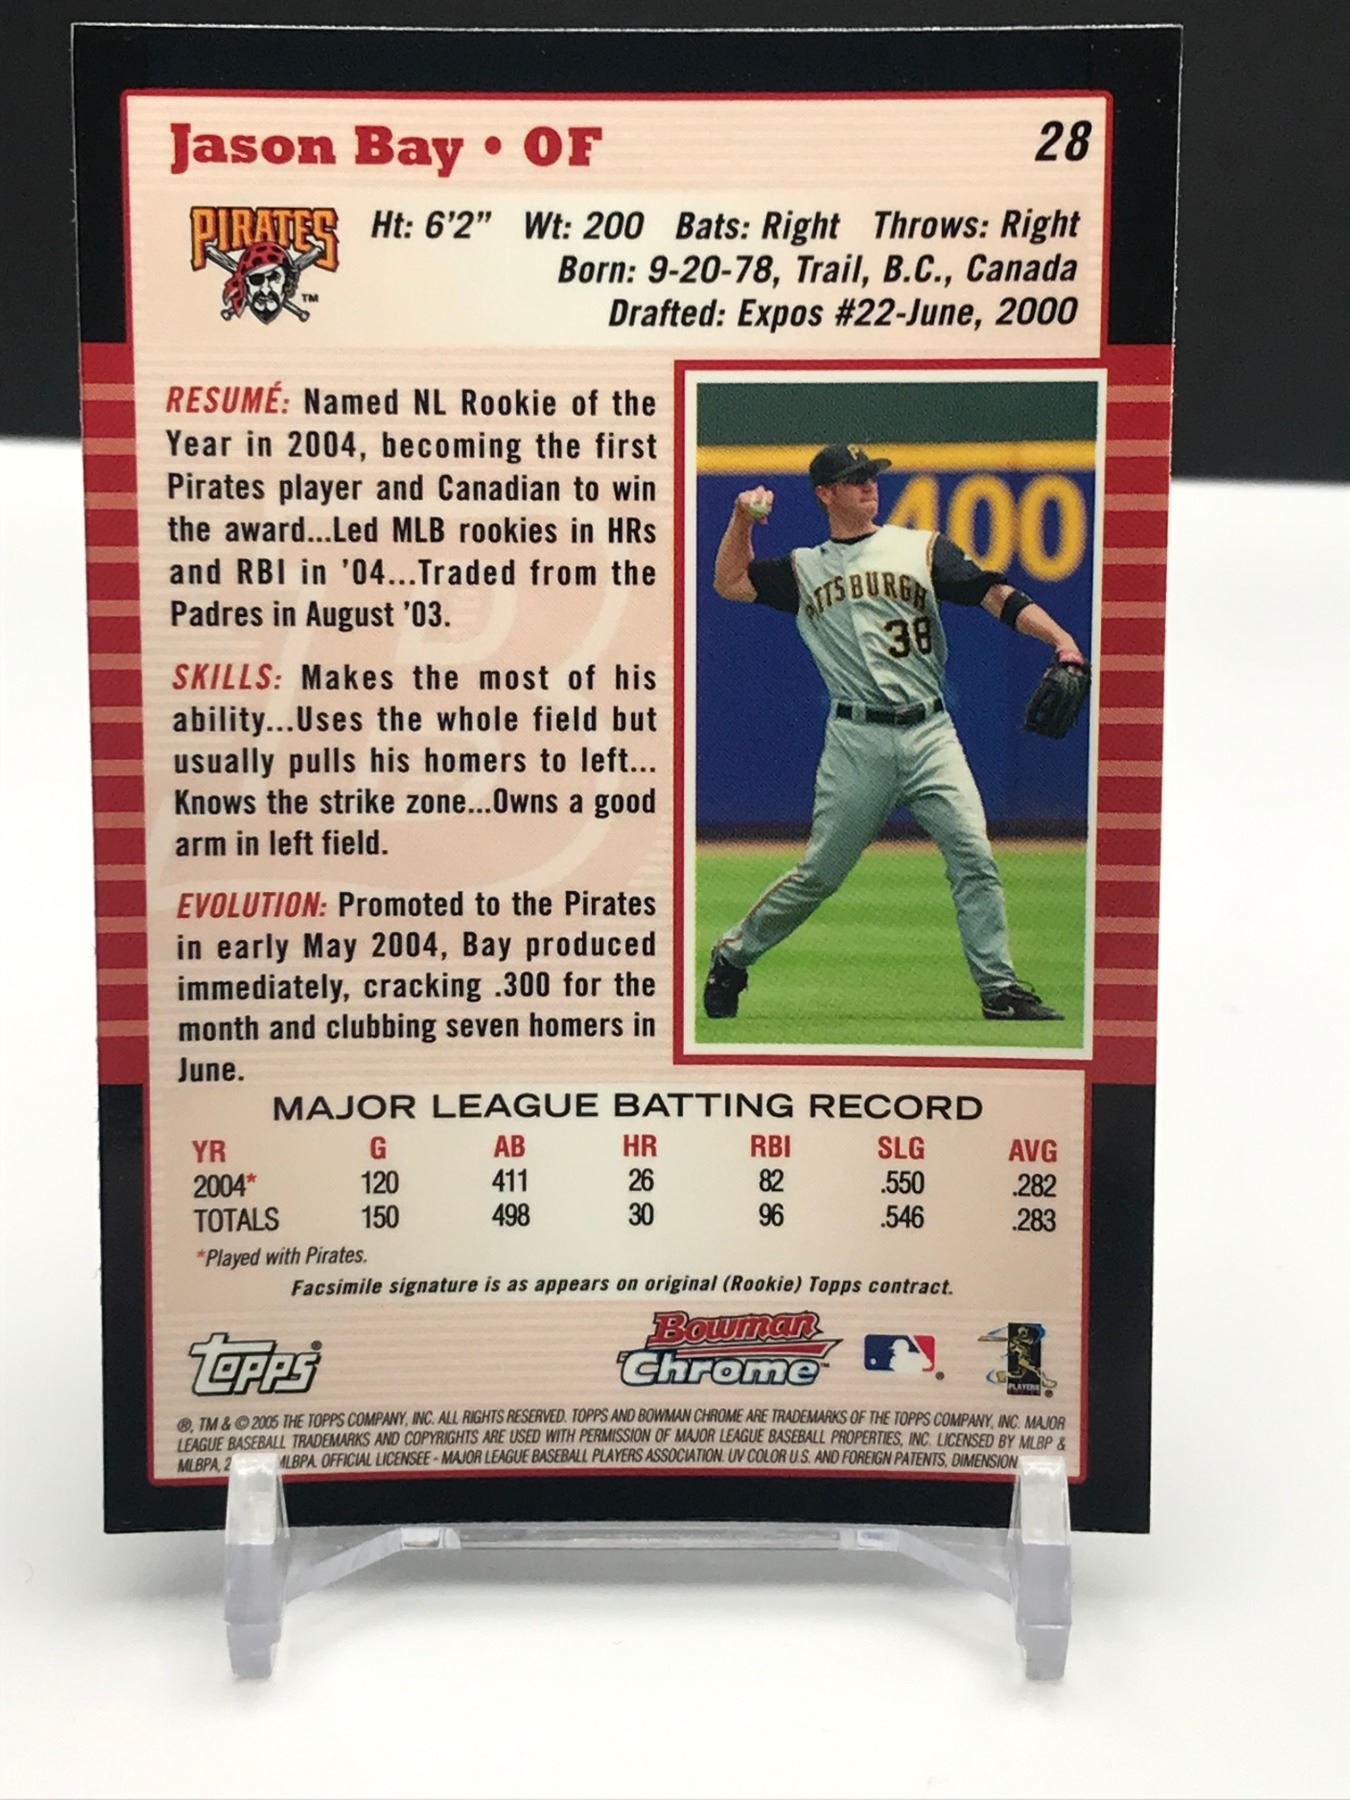 Jason Bay • OF
28
PIRATES
TM
Ht: 6'2" Wt: 200 Bats: Right Throws: Right
Born: 9-20-78, Trail, B.C., Canada
Drafted: Expos #22-June, 2000
RESUMÉ: Named NL Rookie of the
Year in 2004, becoming the first
Pirates player and Canadian to win
the award...Led MLB rookies in HRs
and RBI in '04...Traded from the
Padres in August '03.
SKILLS: Makes the most of his
ability...Uses the whole field but
usually pulls his homers to left...
Knows the strike zone...Owns a good
arm in left field.
EVOLUTION: Promoted to the Pirates
in early May 2004, Bay produced
immediately, cracking .300 for the
month and clubbing seven homers in
June.
400
P
PITTSBURGH
38
MAJOR LEAGUE BATTING RECORD
YR G AB HR RBI SLG AVG
2004* 120 411 26 82 .550 .282
TOTALS 150 498 30 96 .546 .283
*Played with Pirates.
Facsimile signature is as appears on original (Rookie) Topps contract.
Topps®
Bowman
Chrome™
PLAYERS
®, TM & © 2005 THE TOPPS COMPANY, INC. ALL RIGHTS RESERVED. TOPPS AND BOWMAN CHROME ARE TRADEMARKS OF THE TOPPS COMPANY, INC. MAJOR
LEAGUE BASEBALL TRADEMARKS AND COPYRIGHTS ARE USED WITH PERMISSION OF MAJOR LEAGUE BASEBALL PROPERTIES, INC. LICENSED BY MLBP &
MLBPA, MLBPA. OFFICIAL LICENSEE - MAJOR LEAGUE BASEBALL PLAYERS ASSOCIATION. UV COLOR U.S. AND FOREIGN PATENTS, DIMENSION